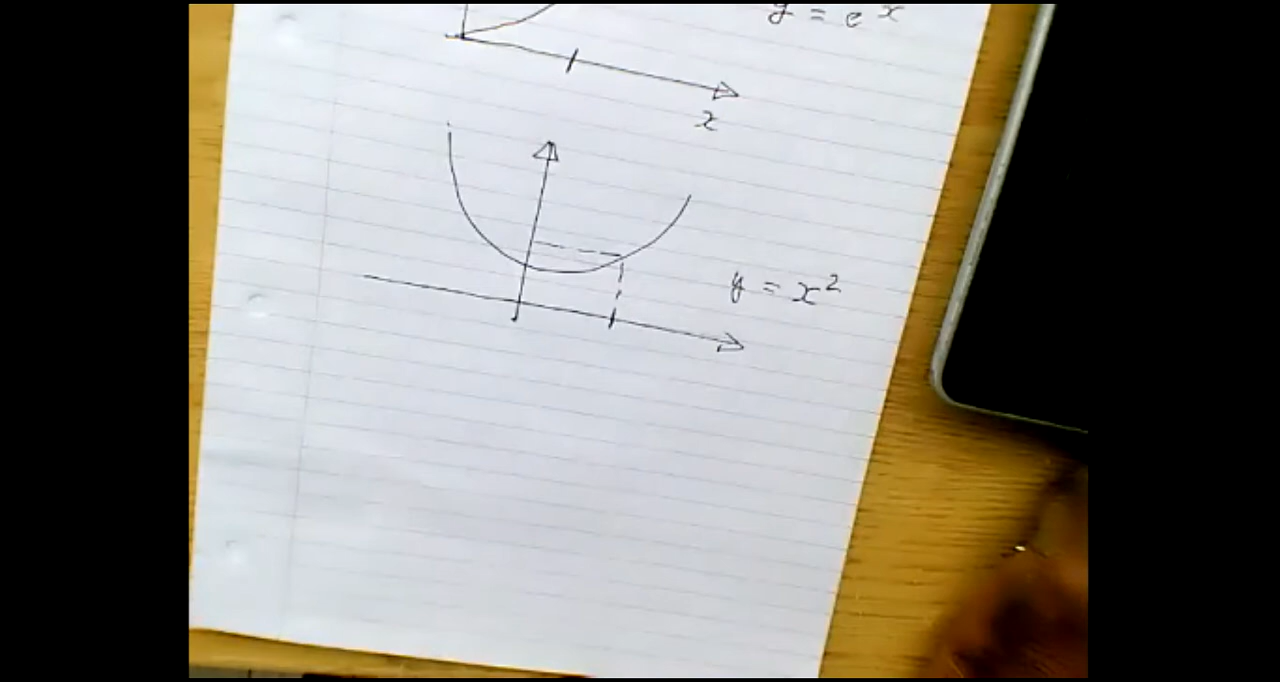 y = e^x
x
y = x²